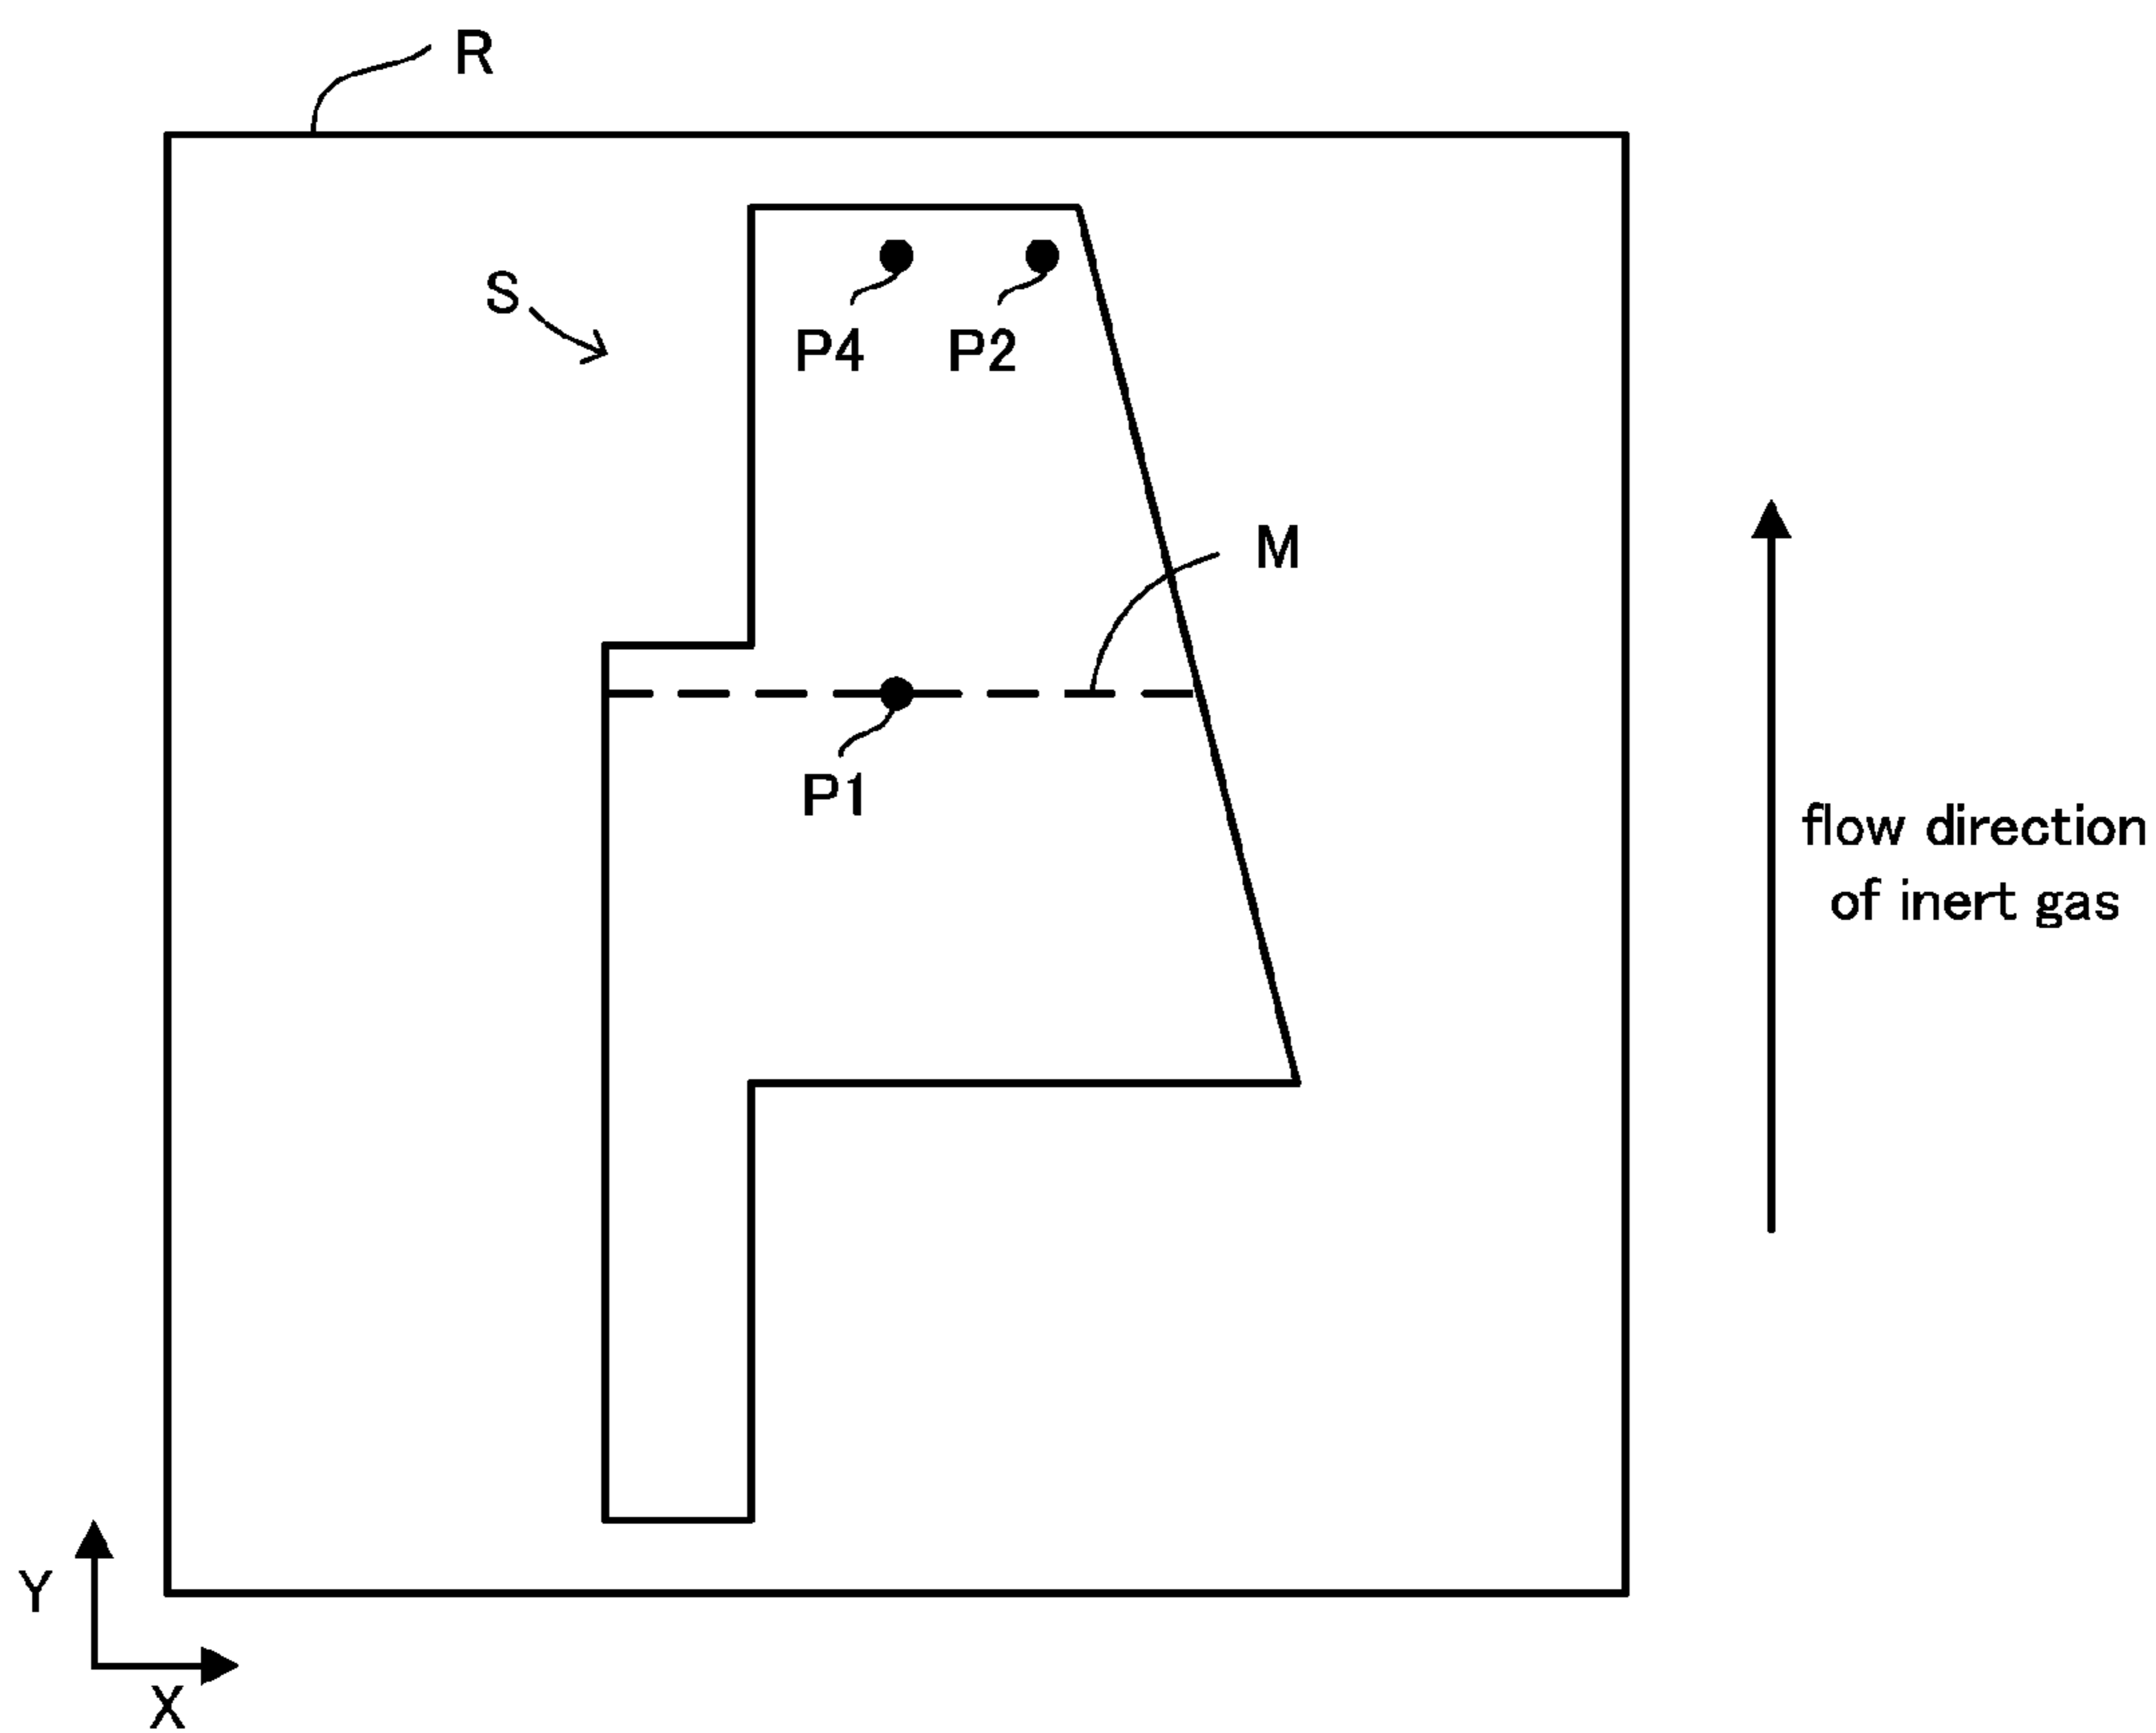 R
S
P4 P2
M
P1
flow direction
of inert gas
Y
X